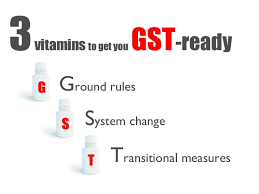 3 vitamins to get you GST-ready
G Ground rules
S System change
T Transitional measures